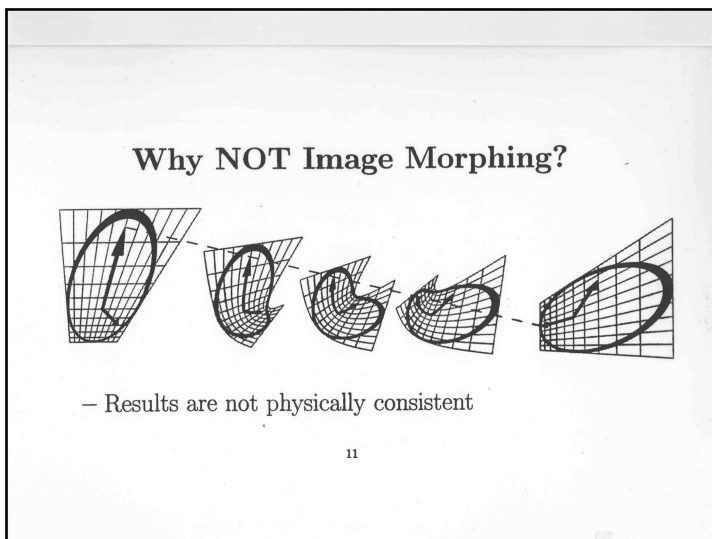 Why NOT Image Morphing?
– Results are not physically consistent
11